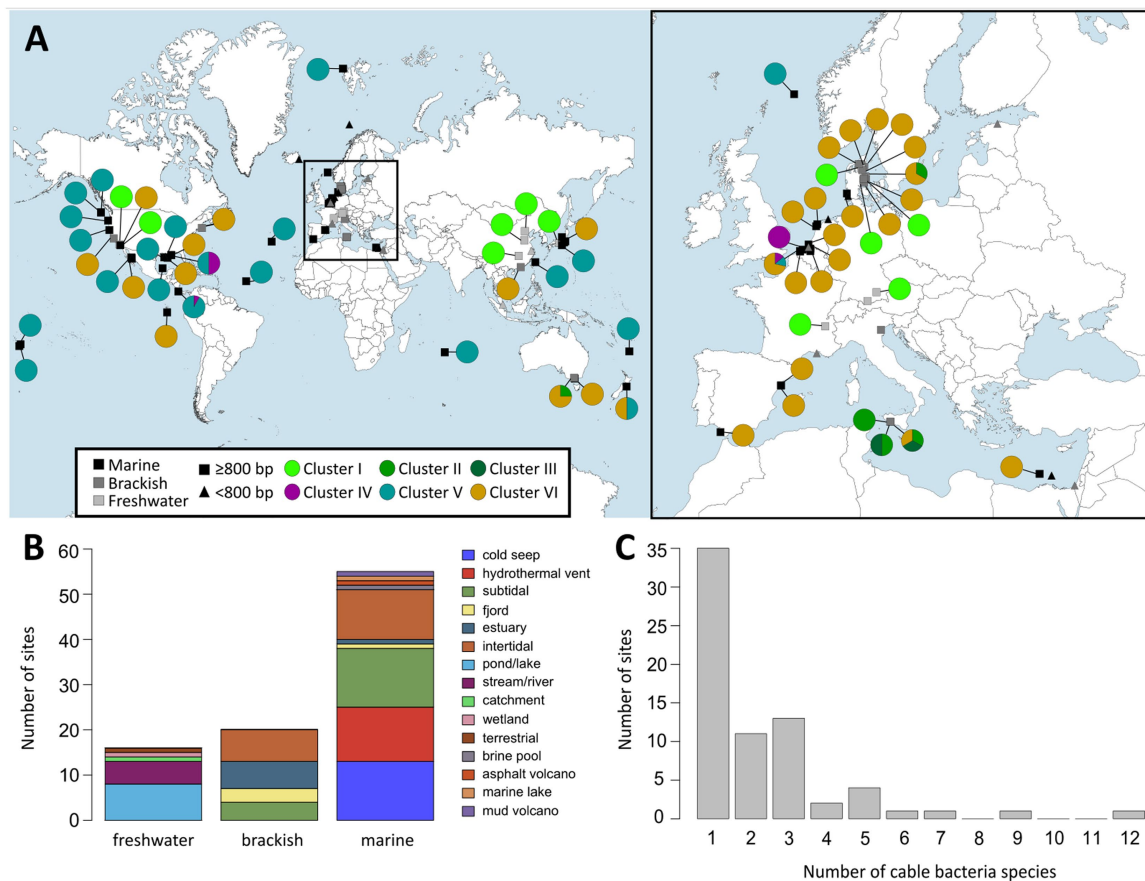 A
Marine
Brackish
Freshwater
≥800 bp
<800 bp
Cluster I
Cluster II
Cluster III
Cluster IV
Cluster V
Cluster VI
B
Number of sites
60
50
40
30
20
10
0
freshwater
brackish
marine
cold seep
hydrothermal vent
subtidal
fjord
estuary
intertidal
pond/lake
stream/river
catchment
wetland
terrestrial
brine pool
asphalt volcano
marine lake
mud volcano
C
Number of sites
35
30
25
20
15
10
5
0
1 2 3 4 5 6 7 8 9 10 11 12
Number of cable bacteria species